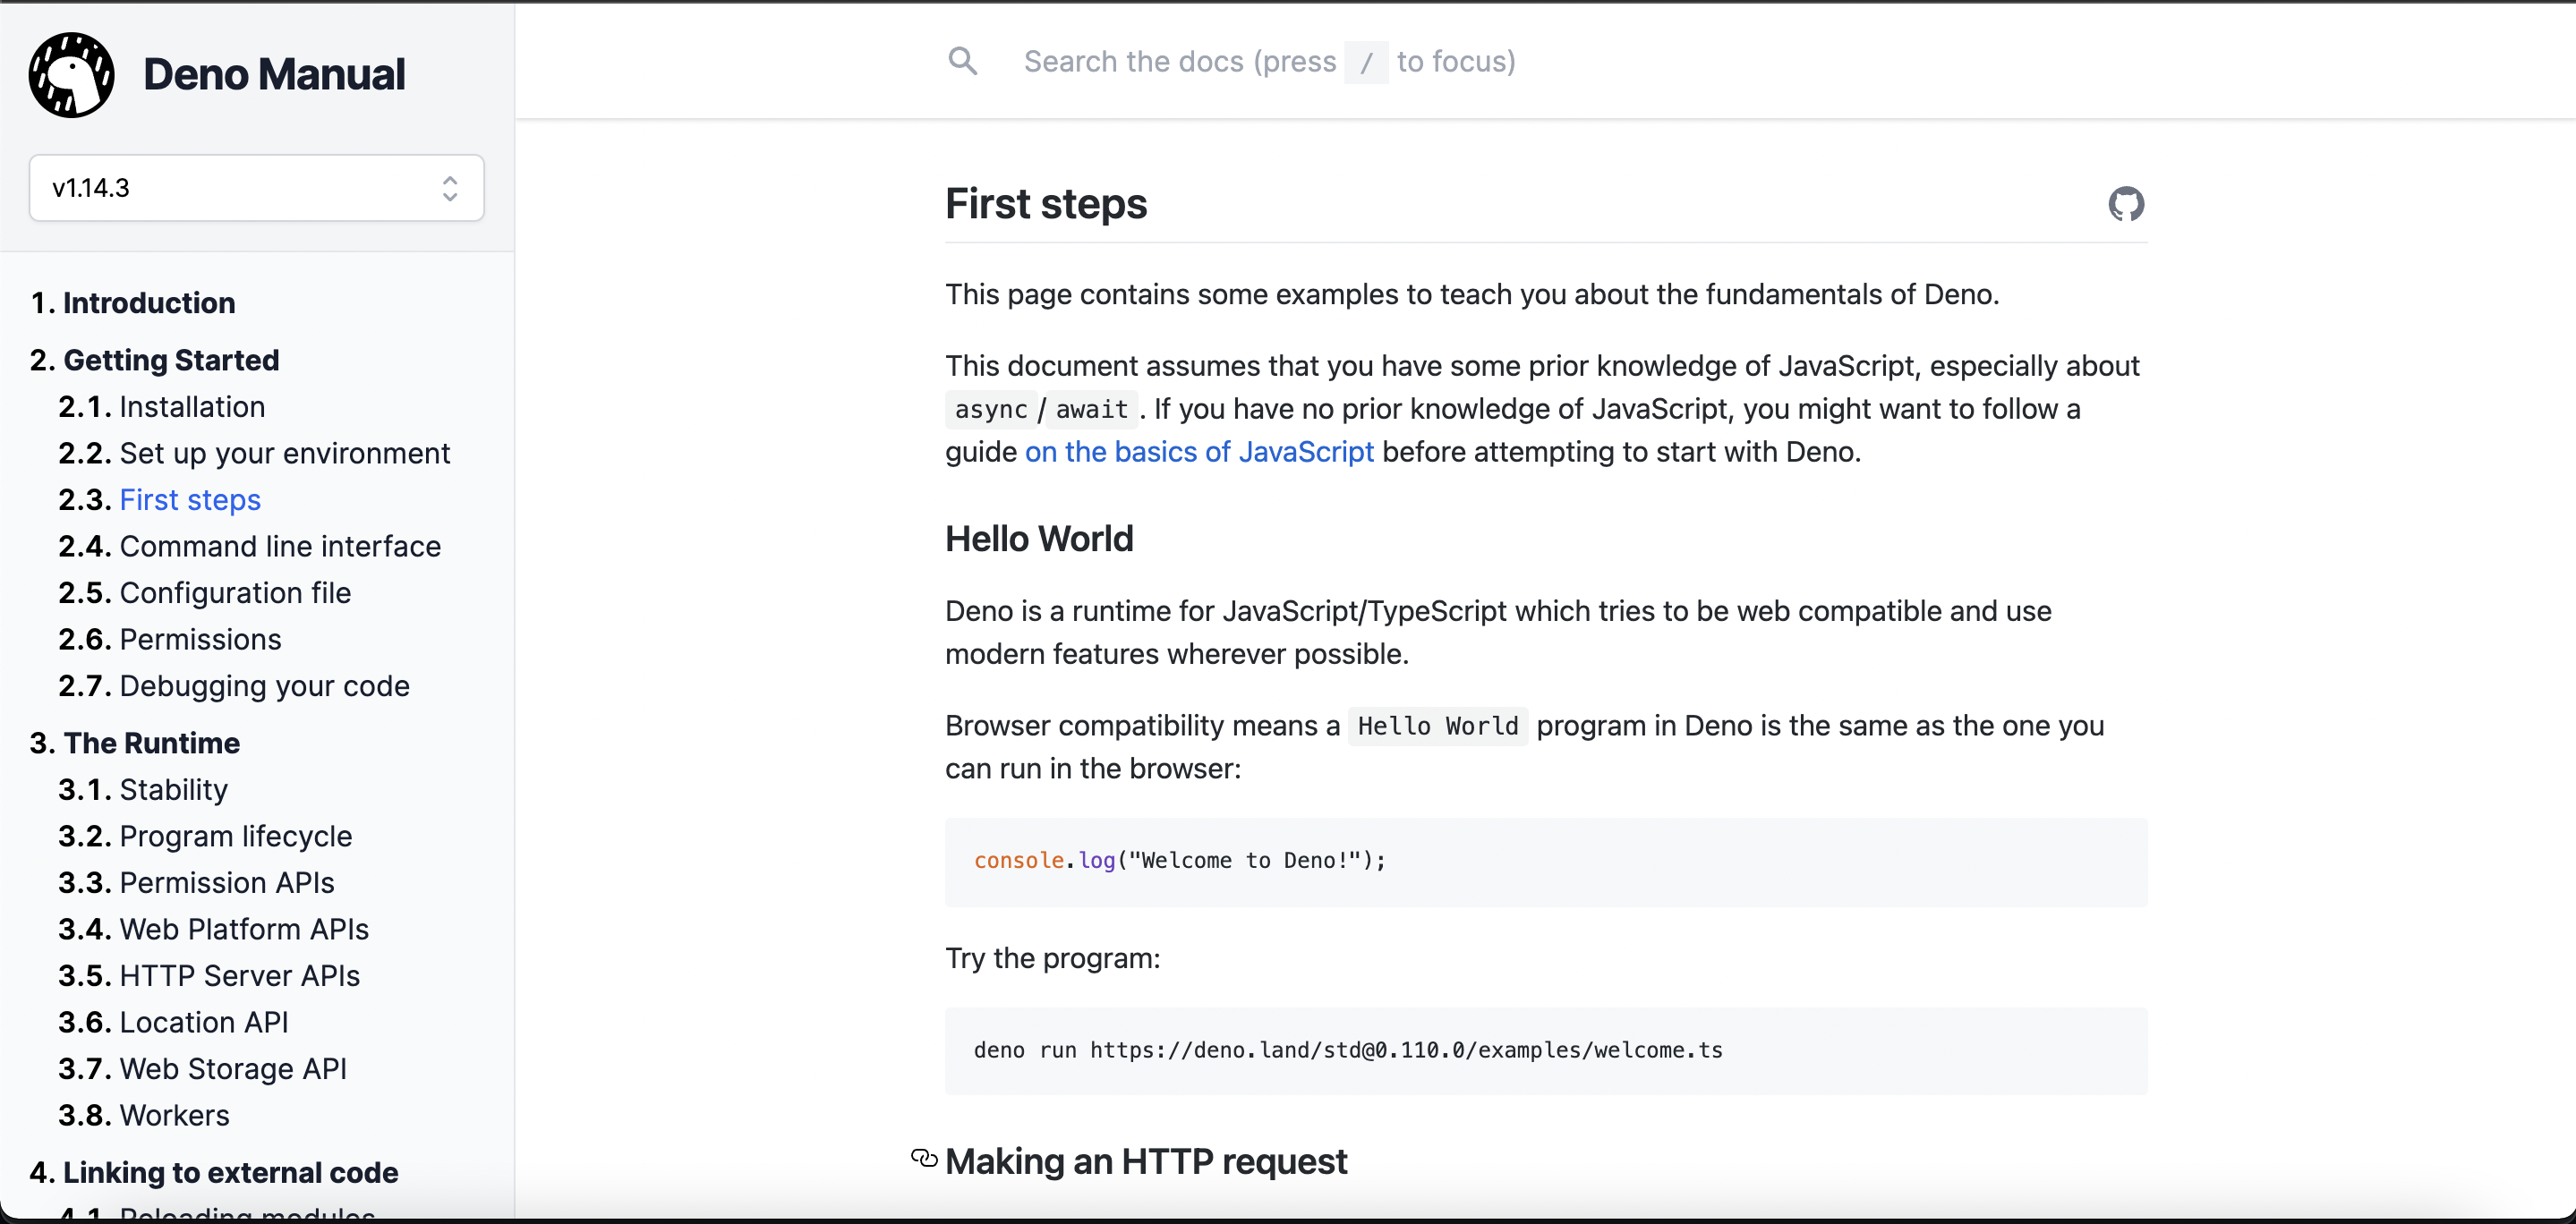 Deno Manual
v1.14.3
1. Introduction
2. Getting Started
2.1. Installation
2.2. Set up your environment
2.3. First steps
2.4. Command line interface
2.5. Configuration file
2.6. Permissions
2.7. Debugging your code
3. The Runtime
3.1. Stability
3.2. Program lifecycle
3.3. Permission APIs
3.4. Web Platform APIs
3.5. HTTP Server APIs
3.6. Location API
3.7. Web Storage API
3.8. Workers
4. Linking to external code
4.1. Reloading modules
Search the docs (press / to focus)
First steps
This page contains some examples to teach you about the fundamentals of Deno.
This document assumes that you have some prior knowledge of JavaScript, especially about
async/await. If you have no prior knowledge of JavaScript, you might want to follow a
guide on the basics of JavaScript before attempting to start with Deno.
Hello World
Deno is a runtime for JavaScript/TypeScript which tries to be web compatible and use
modern features wherever possible.
Browser compatibility means a Hello World program in Deno is the same as the one you
can run in the browser:
console.log("Welcome to Deno!");
Try the program:
deno run https://deno.land/std@0.110.0/examples/welcome.ts
Making an HTTP request